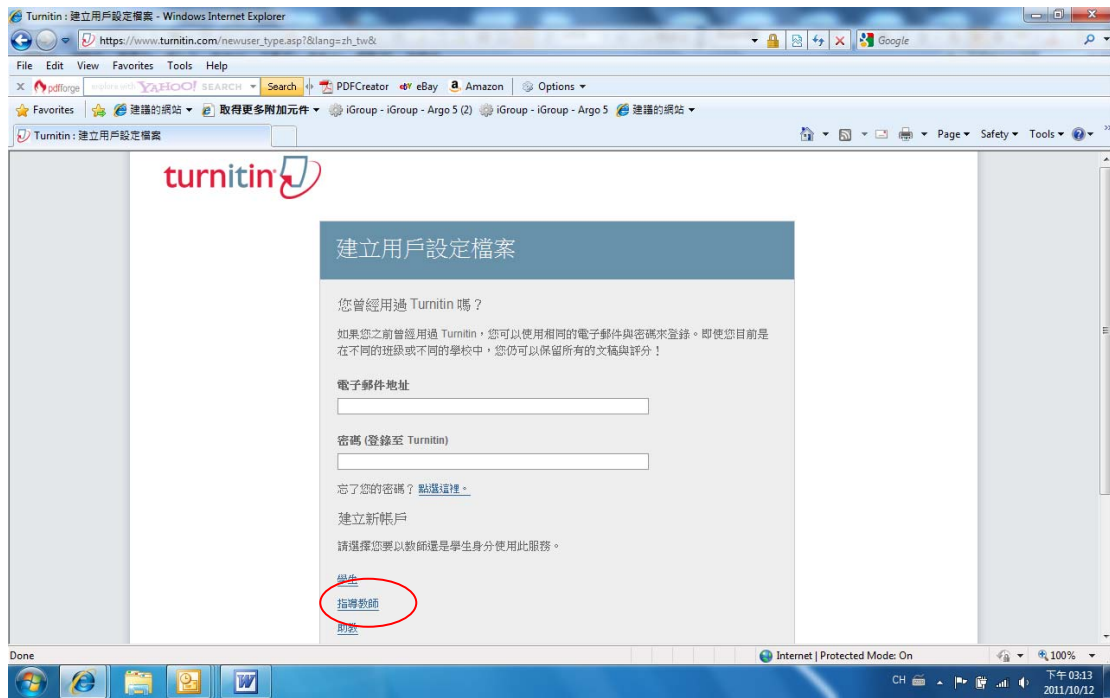 Turnitin : 建立用戶設定檔案 - Windows Internet Explorer
https://www.turnitin.com/newuser_type.asp?&lang=zh_tw&
Google
File Edit View Favorites Tools Help
X pdfforge YAHOO! SEARCH Search PDFCreator eBay Amazon Options
Favorites 建議的網站 取得更多附加元件 iGroup - iGroup - Argo 5 (2) iGroup - iGroup - Argo 5 建議的網站
Turnitin : 建立用戶設定檔案 Page Safety Tools
turnitin
建立用戶設定檔案
您曾經用過 Turnitin 嗎？
如果您之前曾經用過 Turnitin，您可以使用相同的電子郵件與密碼來登錄。即使您目前是
在不同的班級或不同的學校中，您仍可以保留所有的文稿與評分！
電子郵件地址
密碼 (登錄至 Turnitin)
忘了您的密碼？ 點選這裡。
建立新帳戶
請選擇您要以教師還是學生身分使用此服務。
學生
指導教師
助教
Done Internet | Protected Mode: On 100%
CH 下午 03:13
2011/10/12